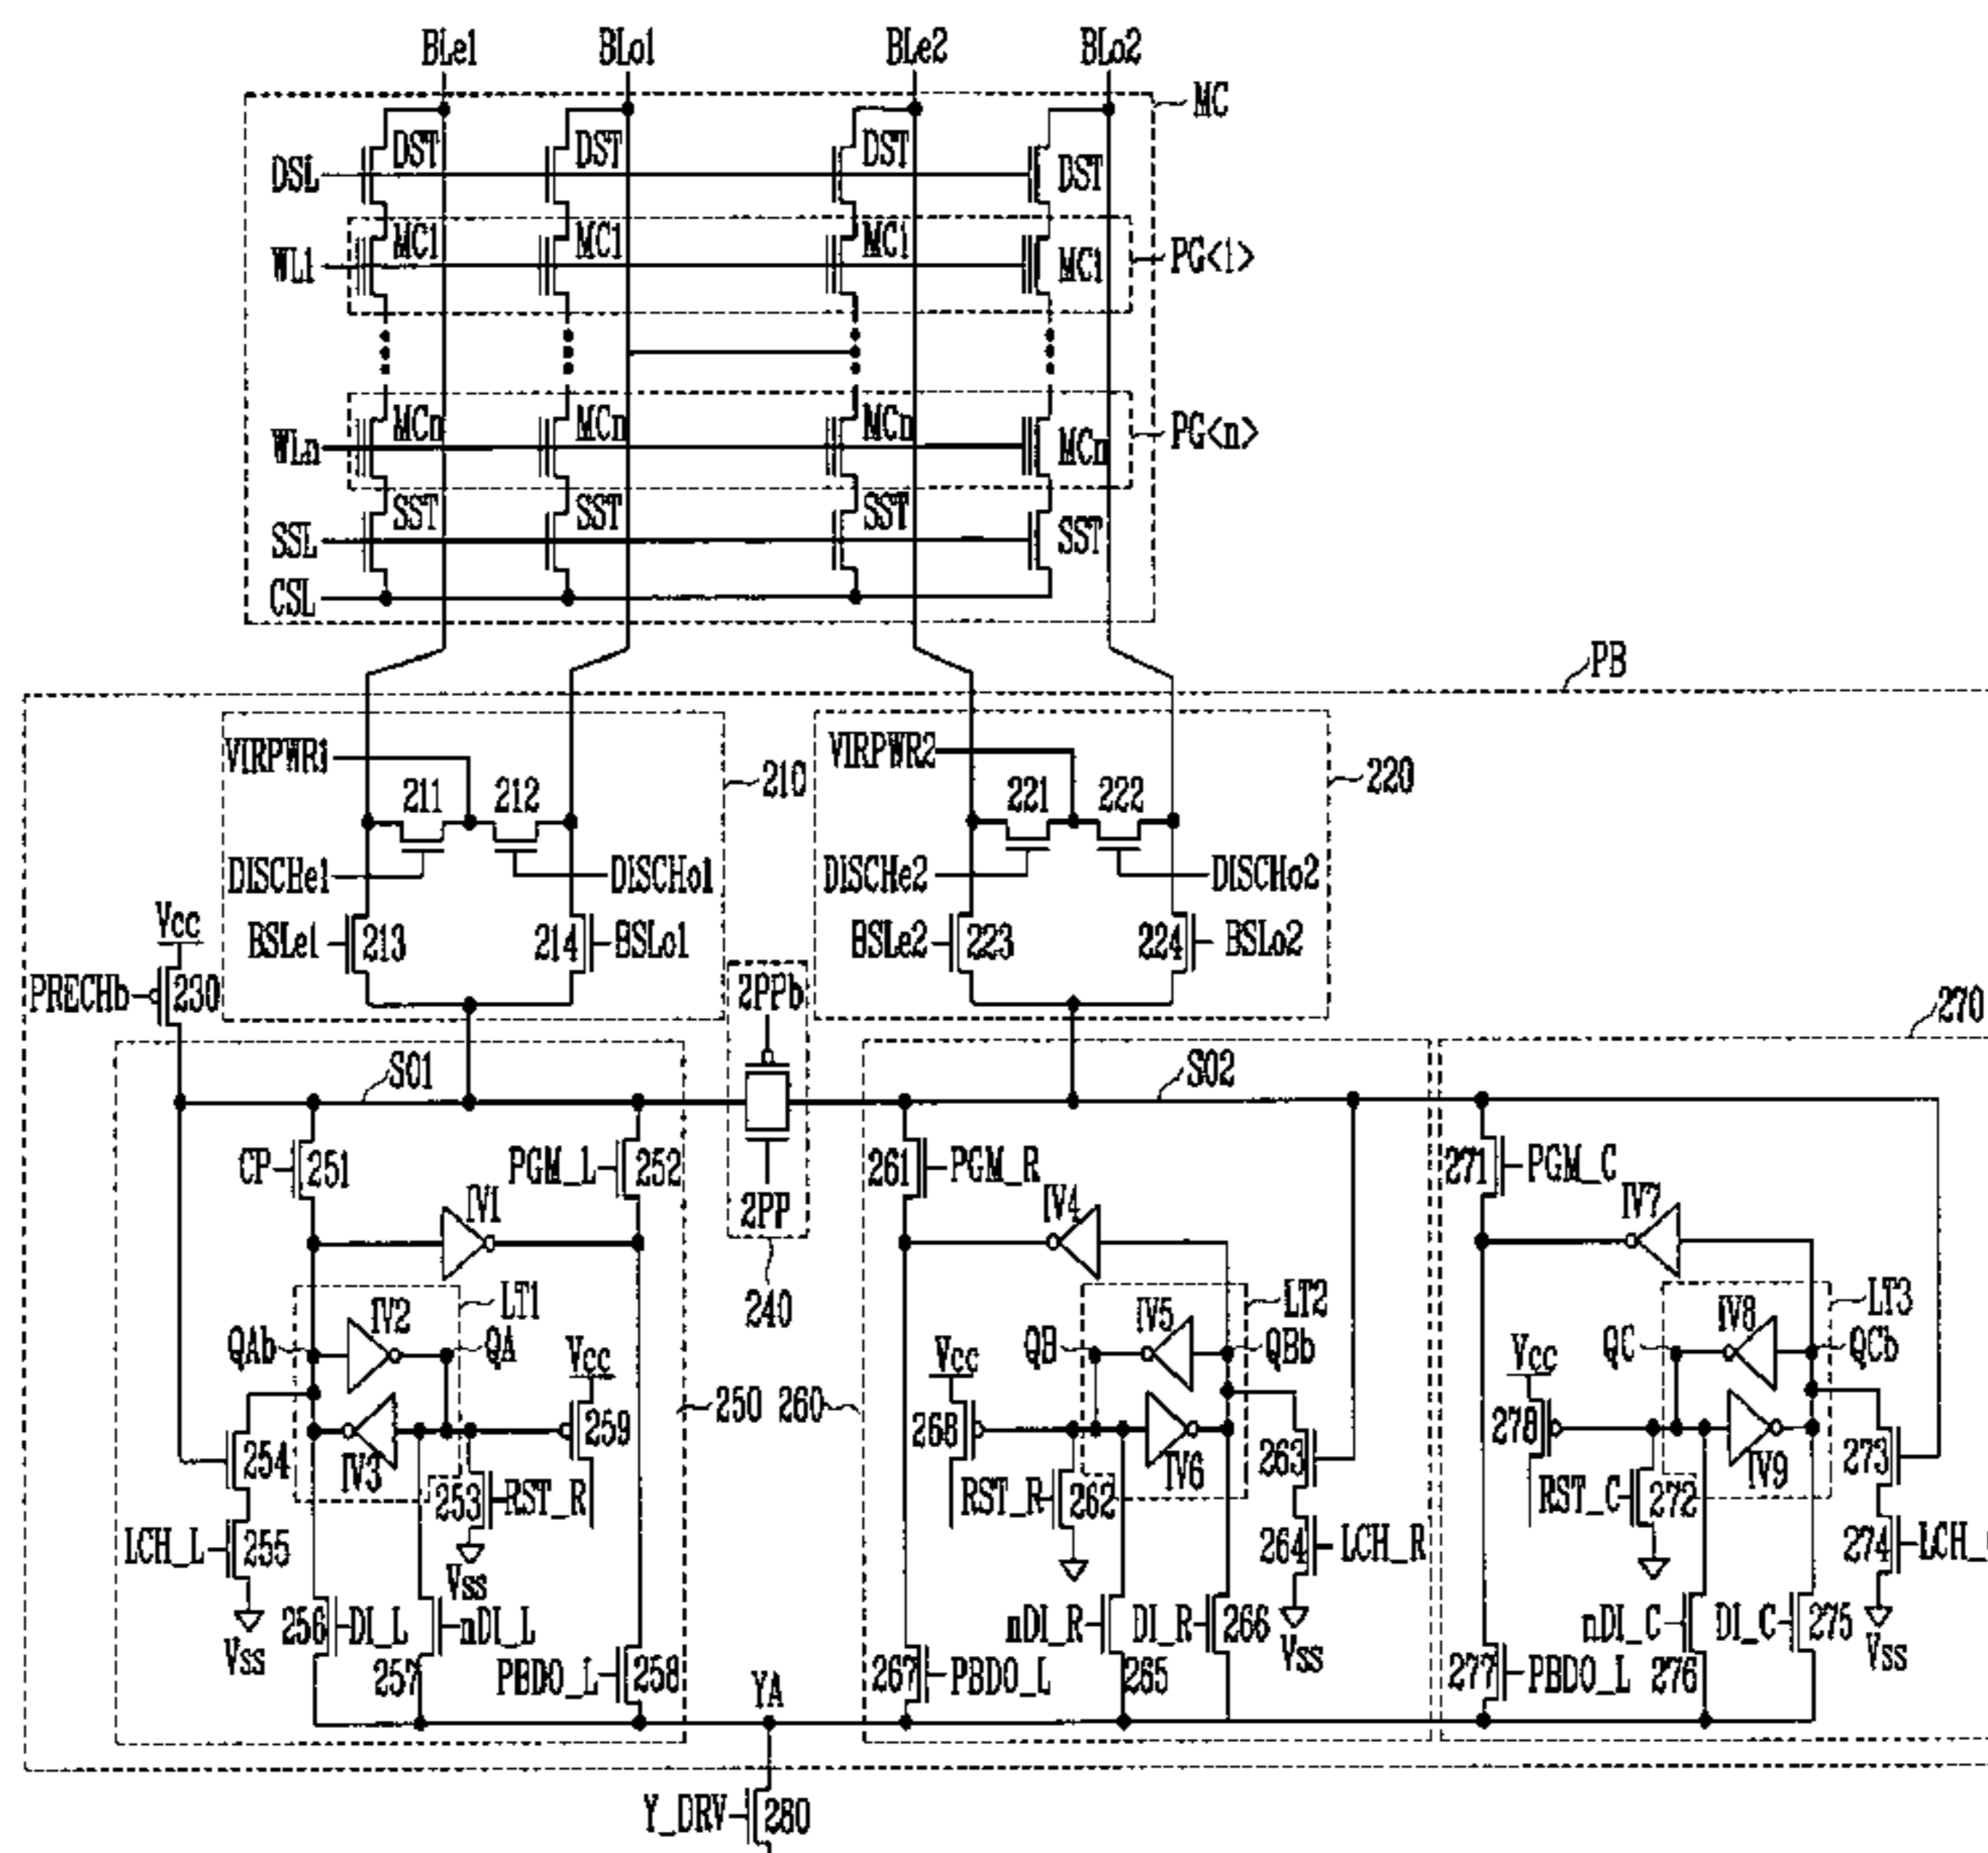 BLe1 BLo1 BLe2 BLo2
MC
DSL DST DST DST DST
WL1 MC1 MC1 MC1 MC1 PG<1>
WLn MCn MCn MCn MCn PG<n>
SSL SST SST SST SST
CSL
PB
VIRPWR1 VIRPWR2
211 212 210 221 222 220
DISCHe1 DISCHo1 DISCHe2 DISCHo2
Vcc
BSLe1 213 214 BSLo1 BSLe2 223 224 BSLo2
PRECHb 230 2PPb 270
SO1 SO2
CP 251 PGM_L 252 261 PGM_R 271 PGM_C
2PP
IV1 IV4 IV7
240
LT1 LT2 LT3
IV2 IV5 IV8
QAb QA Vcc QB QBb QC QCb
Vcc Vcc
250 260
254 259 268 263 278 273
IV3 IV6 IV9
253 RST_R RST_R 262 RST_C 272
LCH_L 255 264 LCH_R 274 LCH_
Vss
256 DI_L nDI_L nDI_R DI_R 266 nDI_C DI_C 275
Vss Vss Vss
257 PBDO_L 258 YA 267 PBDO_L 265 277 PBDO_L 276
Y_DRV 280